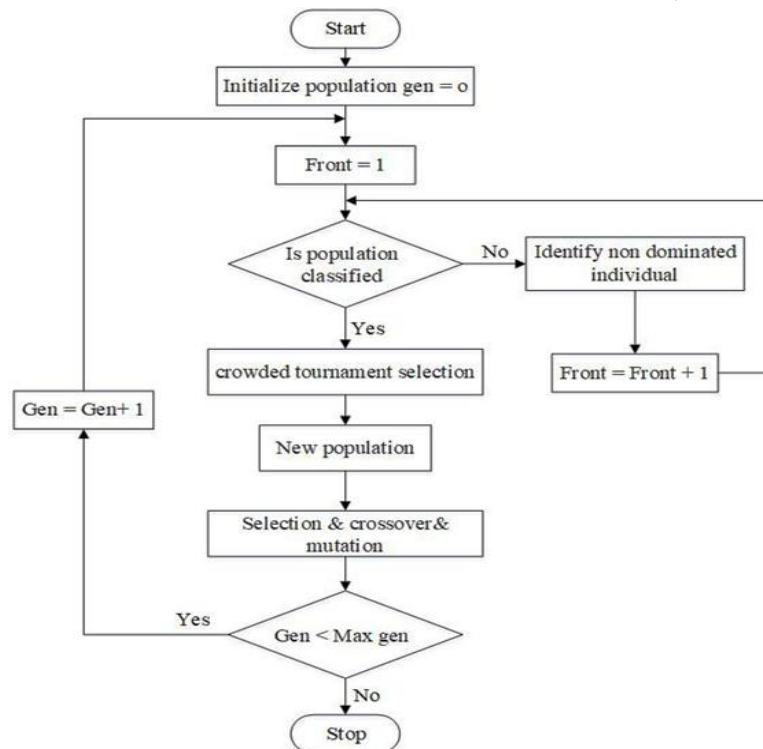 Start
Initialize population gen = o
Front = 1
Is population
classified
No
Identify non dominated
individual
Yes
Front = Front + 1
crowded tournament selection
Gen = Gen+ 1
New population
Selection & crossover&
mutation
Yes
Gen < Max gen
No
Stop